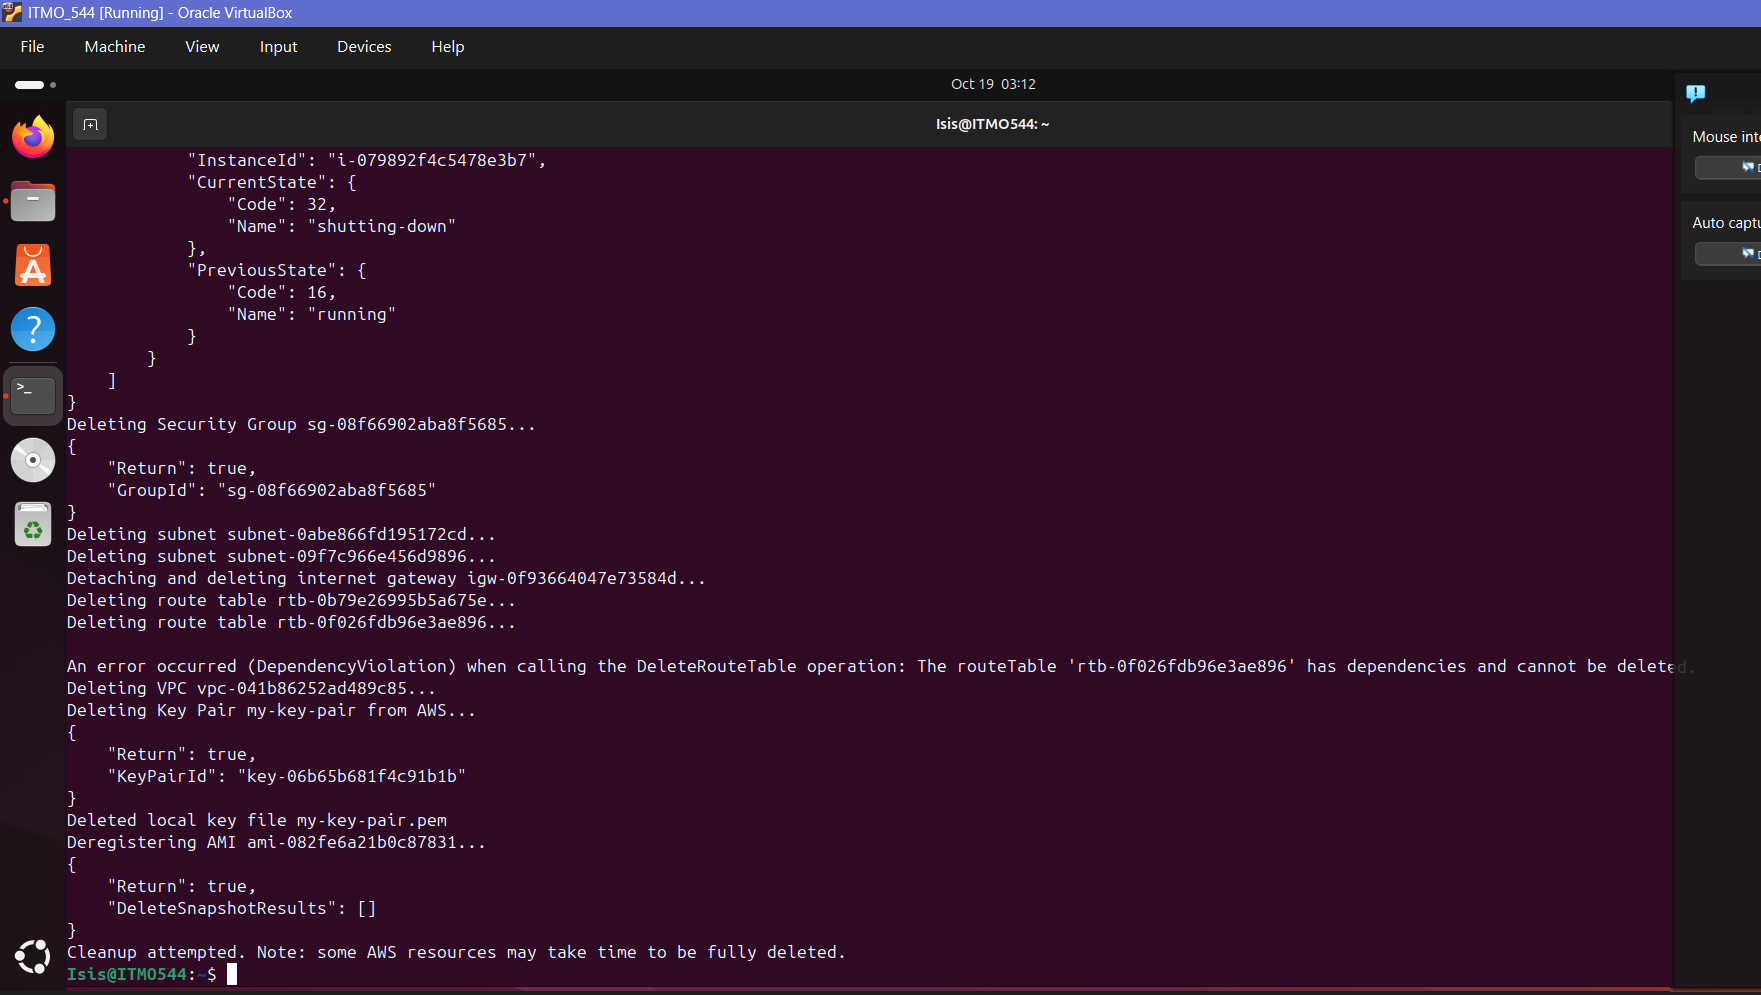 ITMO_544 [Running] - Oracle VirtualBox
File Machine View Input Devices Help
Oct 19 03:12
Isis@ITMO544: ~
            "InstanceId": "i-079892f4c5478e3b7",
            "CurrentState": {
                "Code": 32,
                "Name": "shutting-down"
            },
            "PreviousState": {
                "Code": 16,
                "Name": "running"
            }
        }
    ]
}
Deleting Security Group sg-08f66902aba8f5685...
{
    "Return": true,
    "GroupId": "sg-08f66902aba8f5685"
}
Deleting subnet subnet-0abe866fd195172cd...
Deleting subnet subnet-09f7c966e456d9896...
Detaching and deleting internet gateway igw-0f93664047e73584d...
Deleting route table rtb-0b79e26995b5a675e...
Deleting route table rtb-0f026fdb96e3ae896...
An error occurred (DependencyViolation) when calling the DeleteRouteTable operation: The routeTable 'rtb-0f026fdb96e3ae896' has dependencies and cannot be deleted.
Deleting VPC vpc-041b86252ad489c85...
Deleting Key Pair my-key-pair from AWS...
{
    "Return": true,
    "KeyPairId": "key-06b65b681f4c91b1b"
}
Deleted local key file my-key-pair.pem
Deregistering AMI ami-082fe6a21b0c87831...
{
    "Return": true,
    "DeleteSnapshotResults": []
}
Cleanup attempted. Note: some AWS resources may take time to be fully deleted.
Isis@ITMO544:~$
Mouse inte
Auto captu